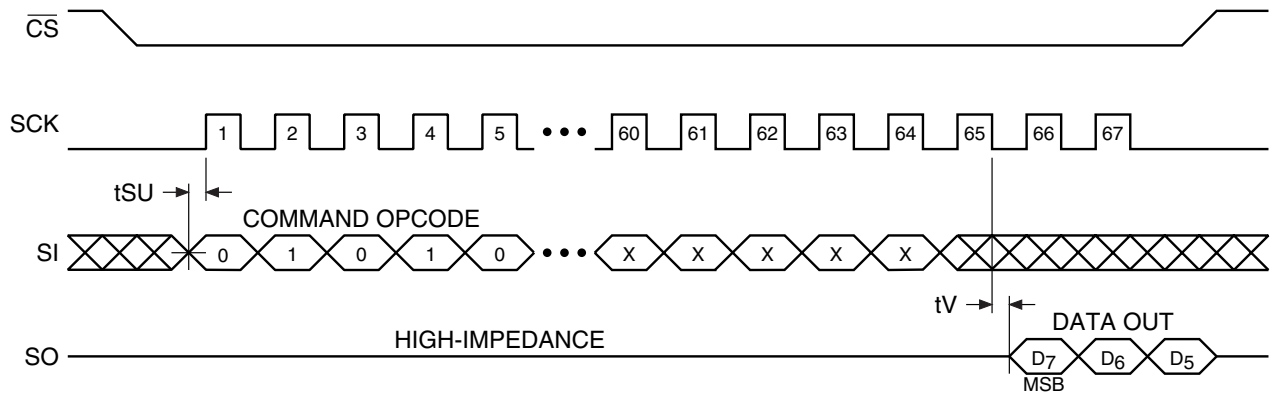 CS
SCK 1 2 3 4 5 ••• 60 61 62 63 64 65 66 67
tSU
COMMAND OPCODE
SI 0 1 0 1 0 ••• X X X X X
tV
DATA OUT
HIGH-IMPEDANCE
SO D7 D6 D5
MSB